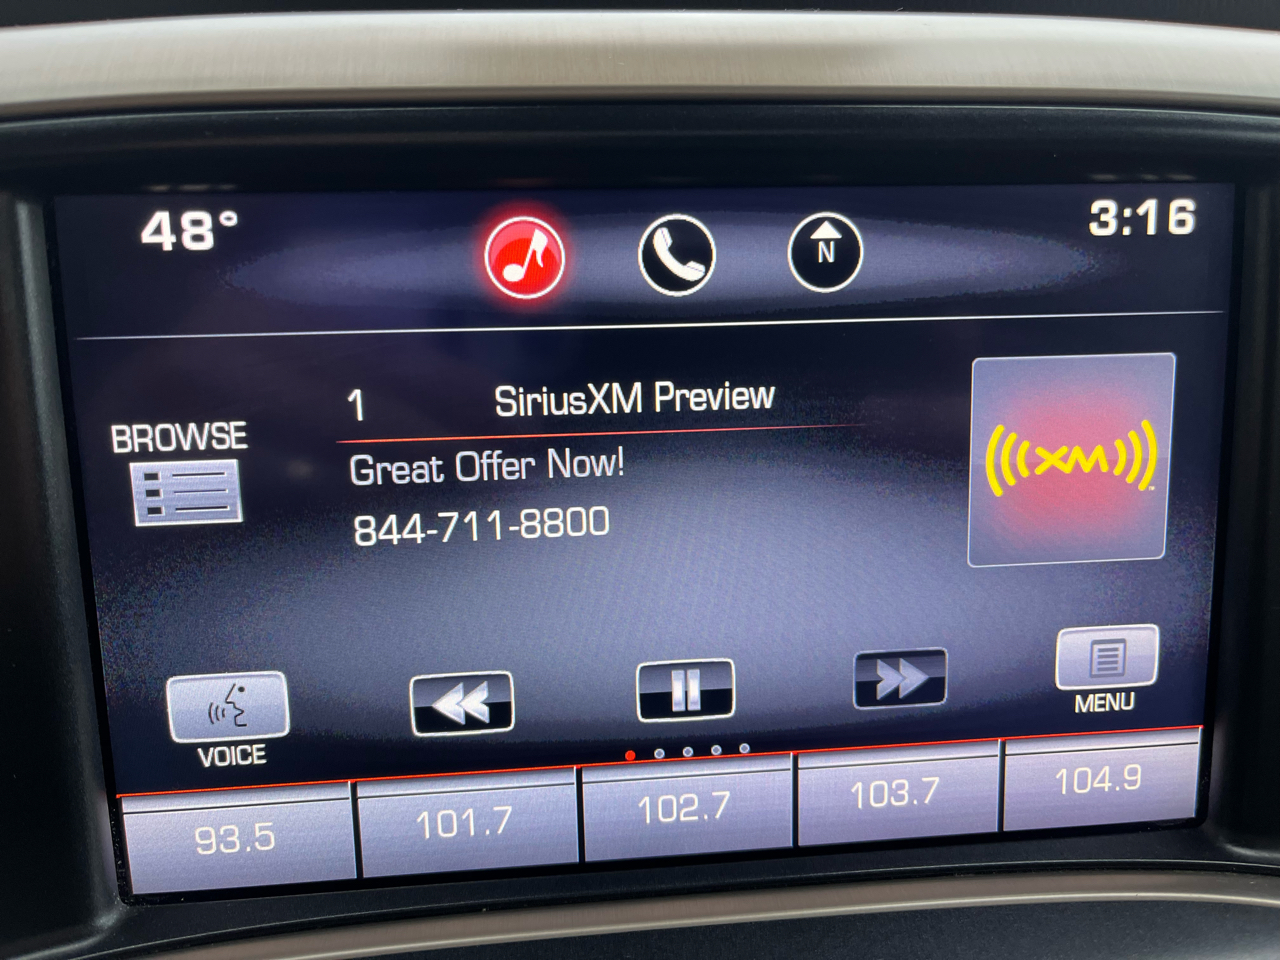 48°
N
3:16
1 SiriusXM Preview
BROWSE
Great Offer Now!
844-711-8800
((( XM )))
VOICE
MENU
93.5
101.7
102.7
103.7
104.9